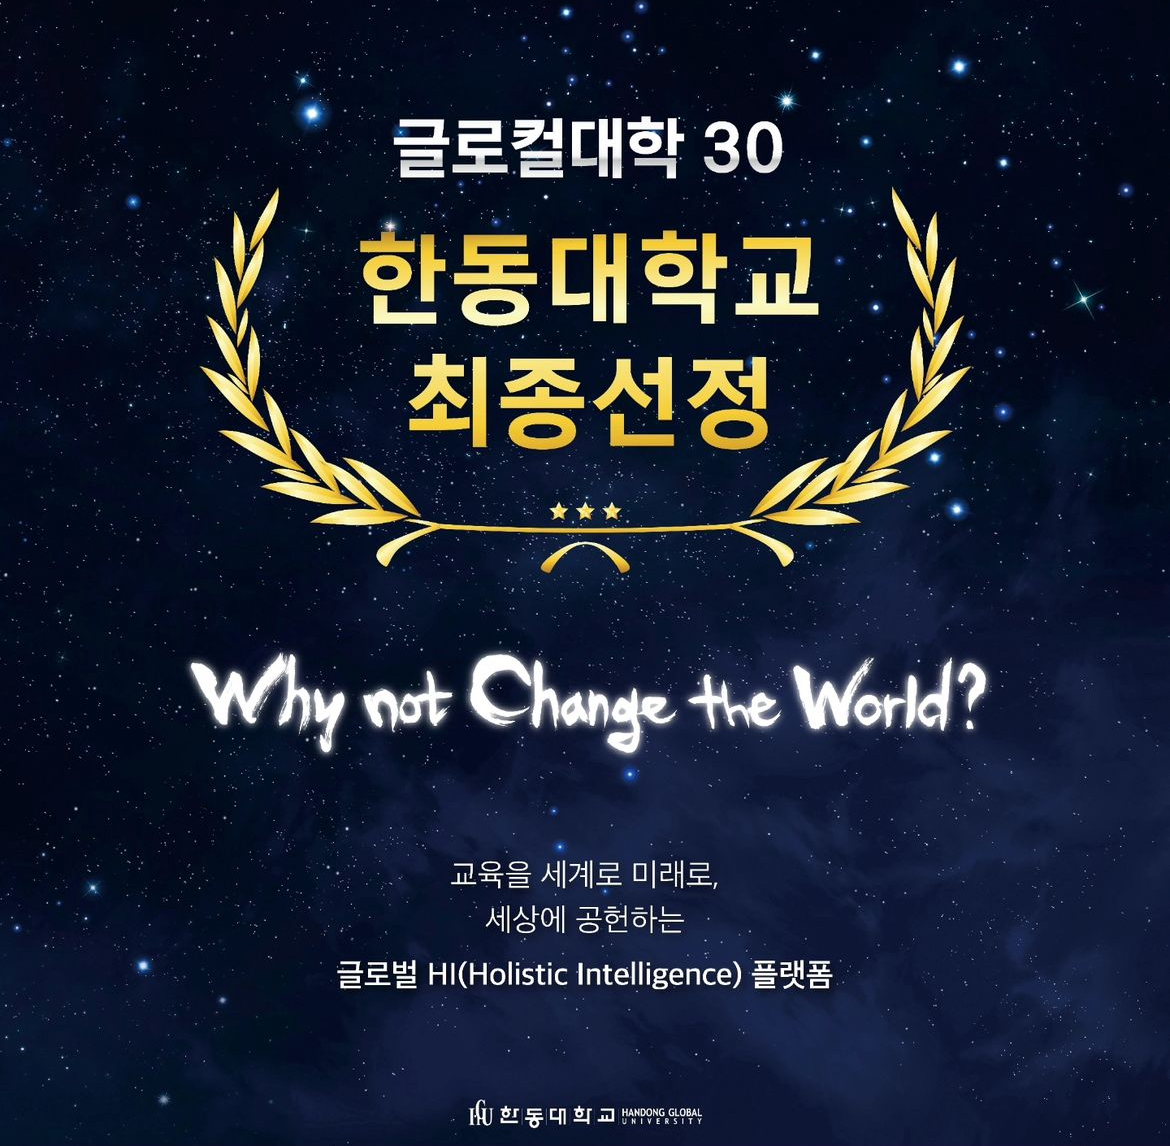 글로컬대학 30
한동대학교
최종선정
Why not Change the World?
교육을 세계로 미래로,
세상에 공헌하는
글로벌 HI(Holistic Intelligence) 플랫폼
HGU 한동대학교 HANDONG GLOBAL
UNIVERSITY